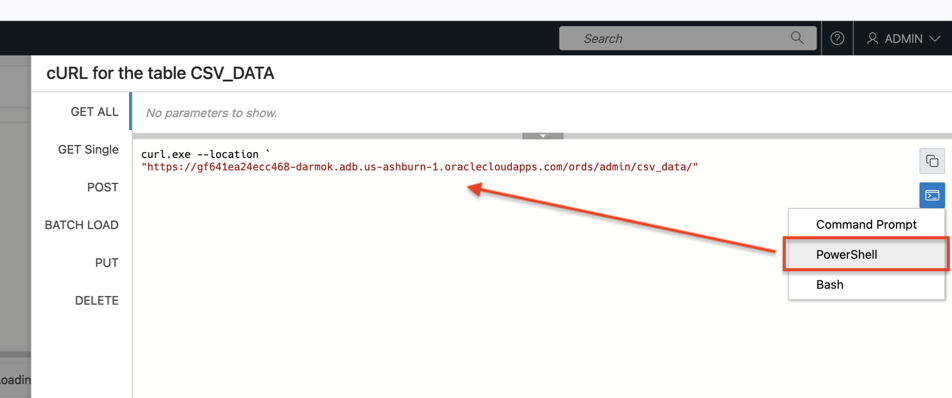 Search
ADMIN
cURL for the table CSV_DATA
GET ALL
No parameters to show.
GET Single
curl.exe --location `
"https://gf641ea24ecc468-darmok.adb.us-ashburn-1.oraclecloudapps.com/ords/admin/csv_data/"
POST
BATCH LOAD
PUT
DELETE
Command Prompt
PowerShell
Bash
oadin